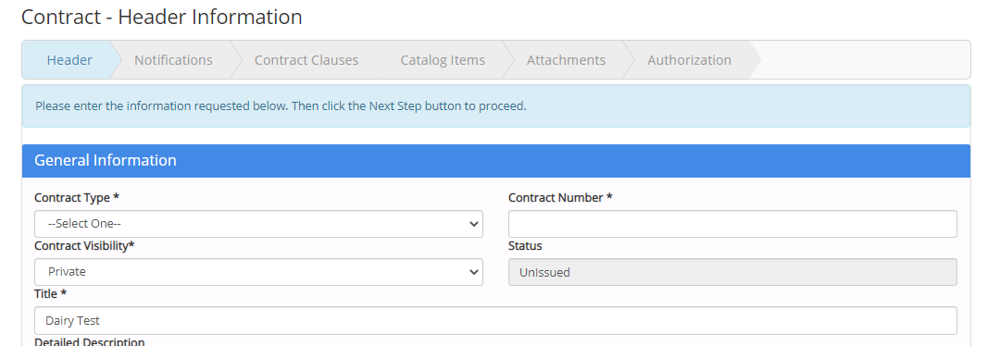 Contract - Header Information
Header Notifications Contract Clauses Catalog Items Attachments Authorization
Please enter the information requested below. Then click the Next Step button to proceed.
General Information
Contract Type * Contract Number *
--Select One--
Contract Visibility* Status
Private UnIssued
Title *
Dairy Test
Detailed Description